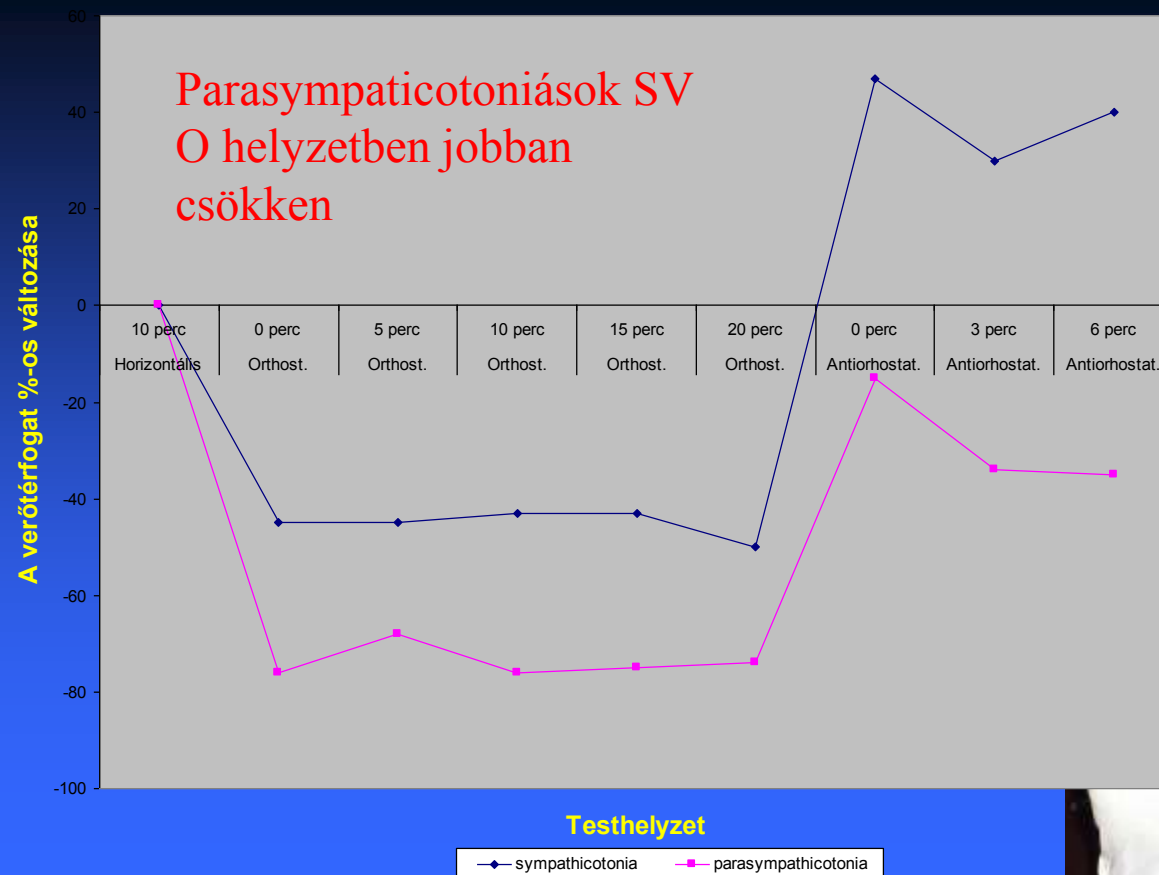 60
Parasympaticotoniások SV
O helyzetben jobban
csökken
40
20
0
-20
-40
-60
-80
-100
A verőtérfogat %-os változása
10 perc 0 perc 5 perc 10 perc 15 perc 20 perc 0 perc 3 perc 6 perc
Horizontális Orthost. Orthost. Orthost. Orthost. Orthost. Antiorhostat. Antiorhostat. Antiorhostat.
Testhelyzet
sympathicotonia parasympathicotonia